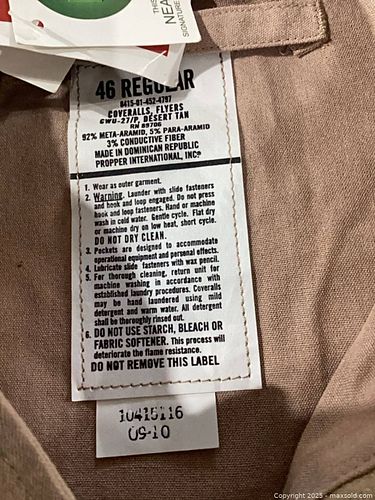 THIS
NEA
SIGNATURE
46 REGULAR
8415-01-452-4797
COVERALLS, FLYERS
CWU-27/P, DESERT TAN
RN 89706
92% META-ARAMID, 5% PARA-ARAMID
3% CONDUCTIVE FIBER
MADE IN DOMINICAN REPUBLIC
PROPPER INTERNATIONAL, INC®
1. Wear as outer garment.
2. Warning. Launder with slide fasteners
and hook and loop engaged. Do not press
hook and loop fasteners. Hand or machine
wash in cold water. Gentle cycle. Flat dry
or machine dry on low heat, short cycle.
DO NOT DRY CLEAN.
3. Pockets are designed to accommodate
operational equipment and personal effects.
4. Lubricate slide fasteners with wax pencil.
5. For thorough cleaning, return unit for
machine washing in accordance with
established laundry procedures. Coveralls
may be hand laundered using mild
detergent and warm water. All detergent
shall be thoroughly rinsed out.
6. DO NOT USE STARCH, BLEACH OR
FABRIC SOFTENER. This process will
deteriorate the flame resistance.
DO NOT REMOVE THIS LABEL
10415116
09-10
Copyright 2025 - maxsold.com